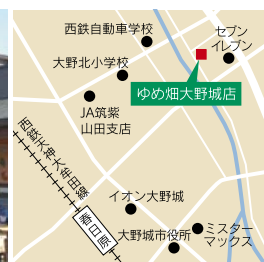 西鉄自動車学校
セブン
イレブン
大野北小学校
ゆめ畑大野城店
JA筑紫
山田支店
西鉄天神大牟田線
イオン大野城
春日原
大野城市役所
ミスター
マックス